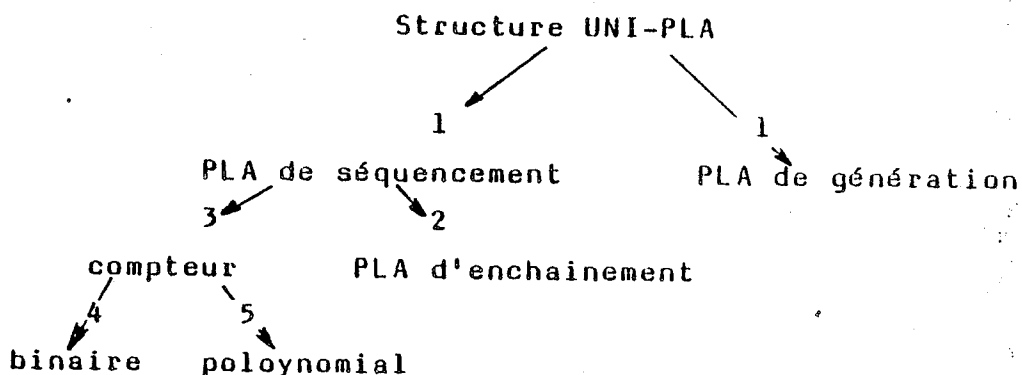 Structure UNI-PLA
1 1
PLA de séquencement PLA de génération
3 2
compteur PLA d'enchainement
4 5
binaire poloynomial